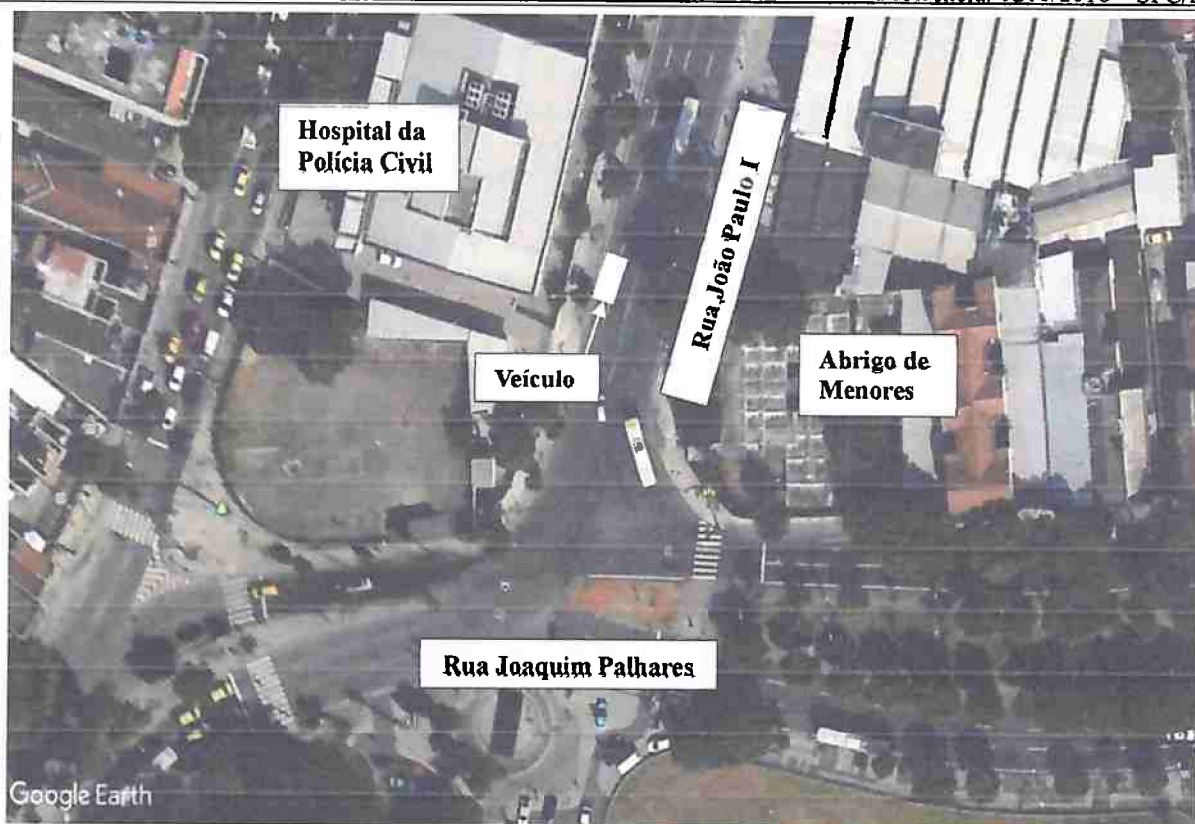 Hospital da
Polícia Civil
Rua João Paulo I
Veículo
Abrigo de
Menores
Rua Joaquim Palhares
Google Earth